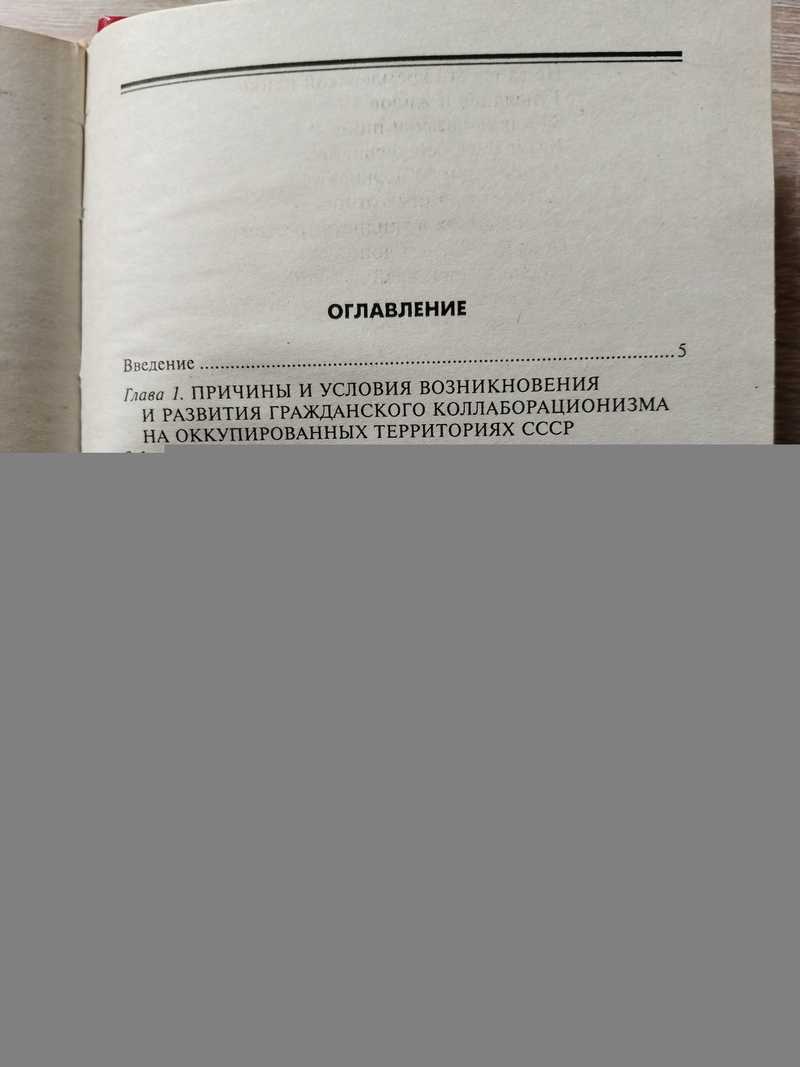 ОГЛАВЛЕНИЕ
Введение ........................................................................ 5
Глава 1. ПРИЧИНЫ И УСЛОВИЯ ВОЗНИКНОВЕНИЯ
И РАЗВИТИЯ ГРАЖДАНСКОГО КОЛЛАБОРАЦИОНИЗМА
НА ОККУПИРОВАННЫХ ТЕРРИТОРИЯХ СССР